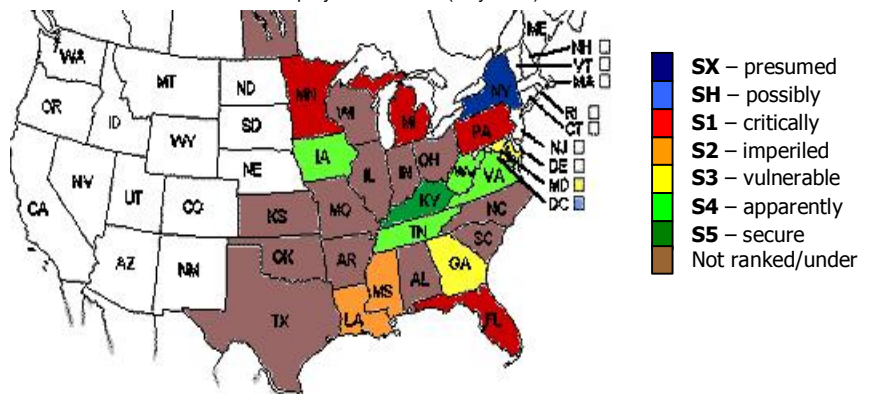 ME
WA
NH
VT
MA
MT
ND
OR
MN
ID
SD
WI
NY
MI
WY
RI
CT
IA
PA
NE
NJ
NV
OH
DE
IL
IN
MD
UT
WV
VA
DC
CA
CO
KS
MO
KY
NC
TN
AZ
NM
OK
AR
SC
MS
AL
GA
TX
LA
FL
SX – presumed
SH – possibly
S1 – critically
S2 – imperiled
S3 – vulnerable
S4 – apparently
S5 – secure
Not ranked/under